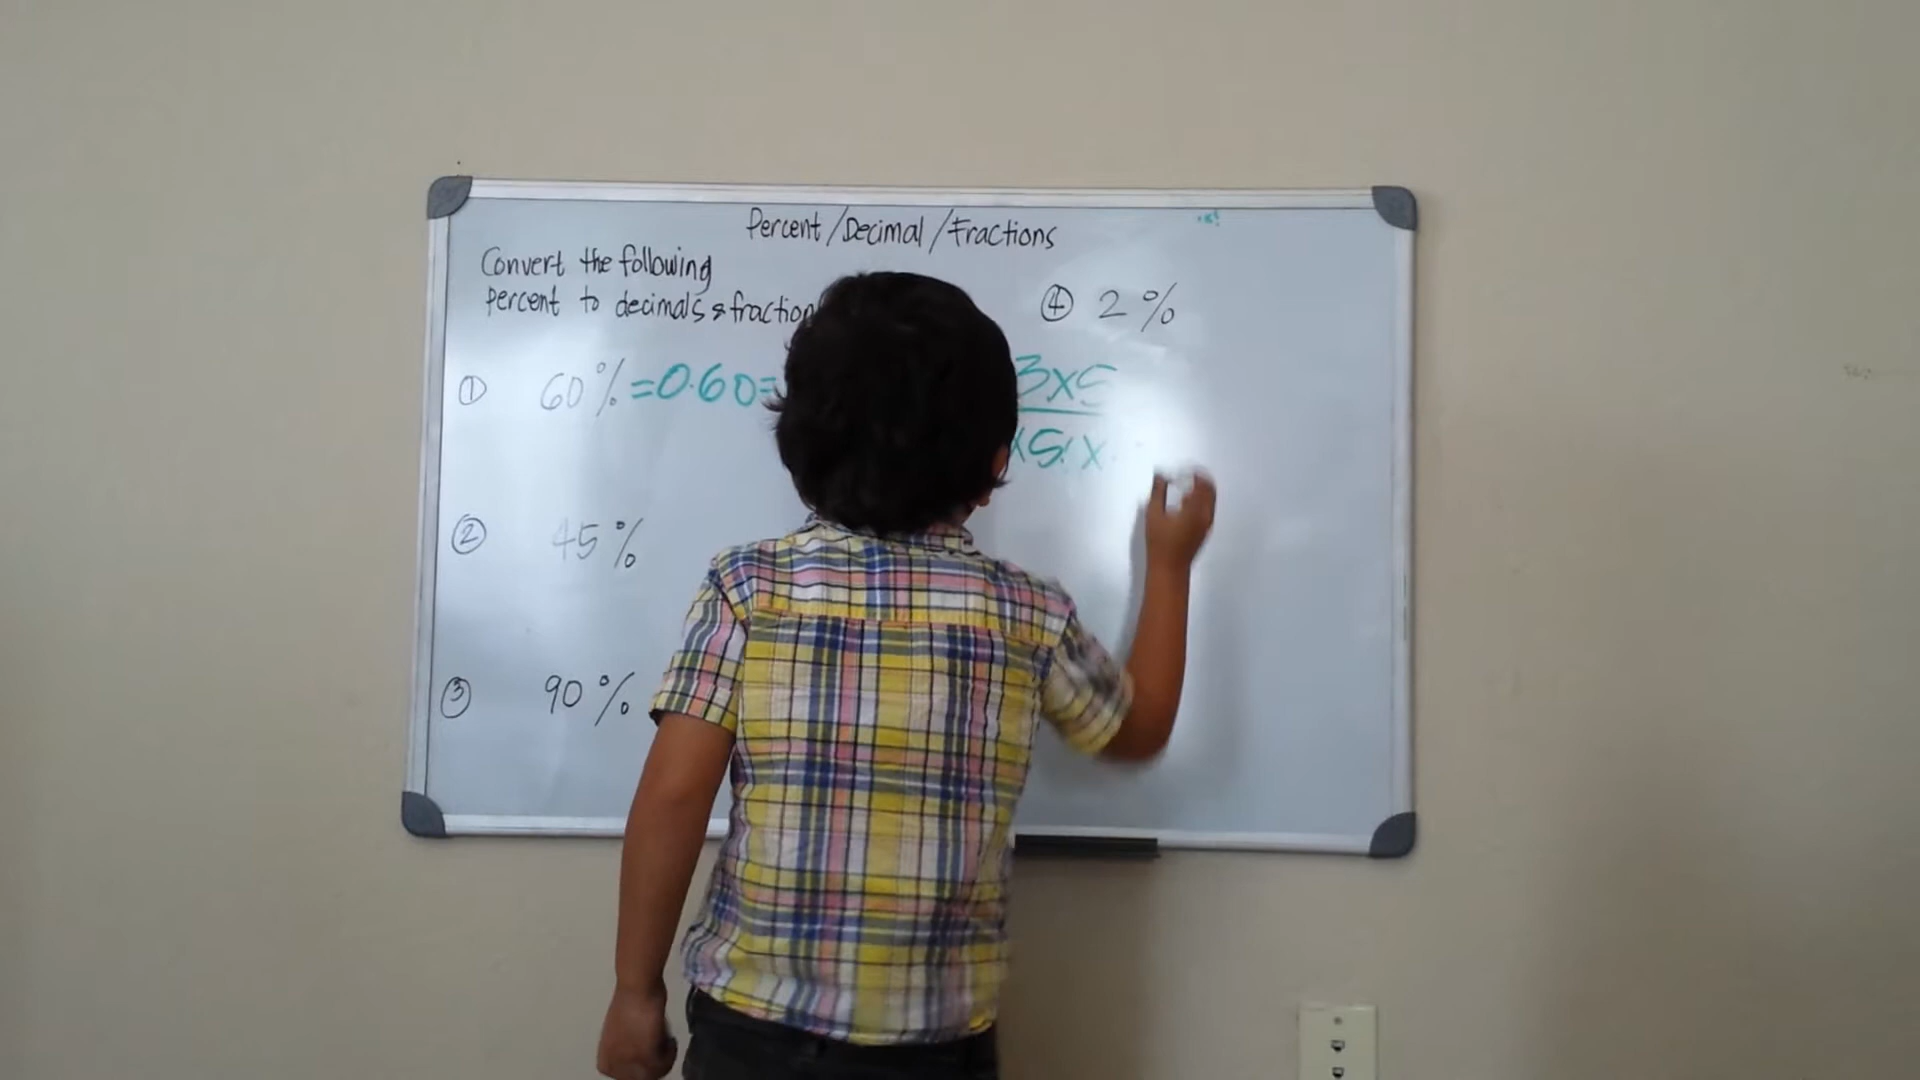 Percent/Decimal/Fractions
Convert the following
percent to decimals & fraction
① 60% = 0.60 =
3x5
x5 x
② 45%
③ 90%
④ 2%